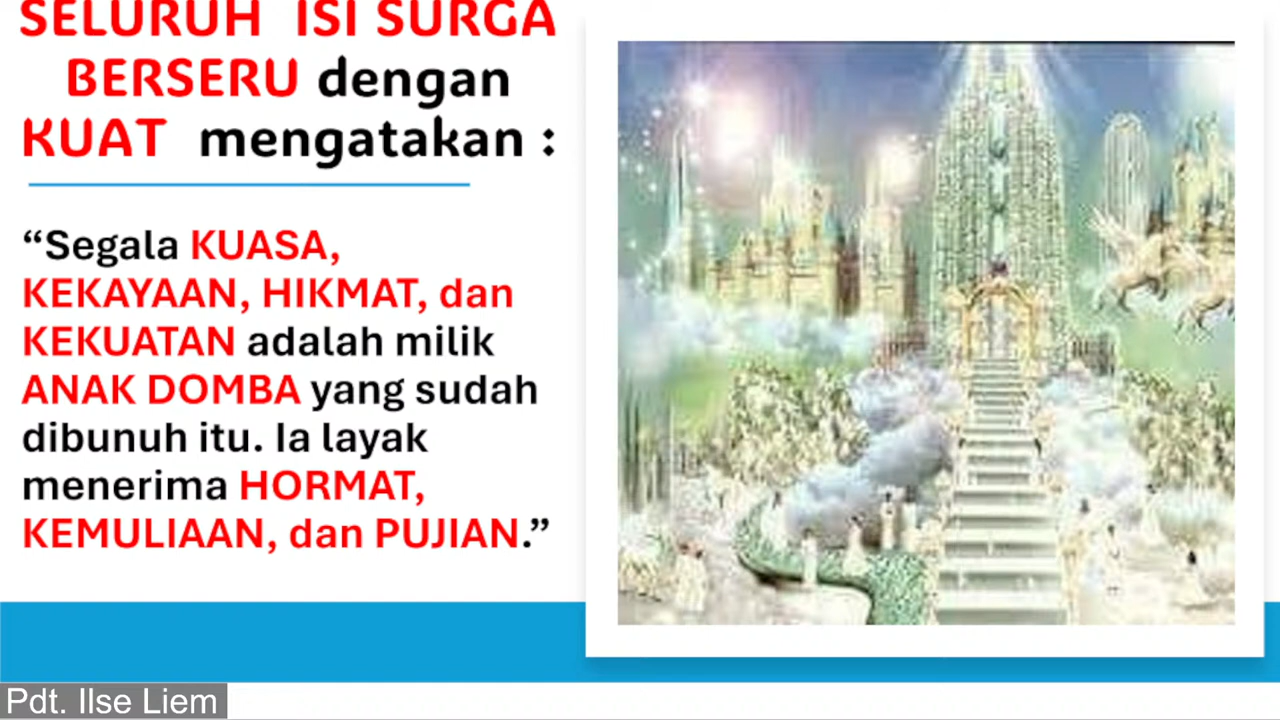 SELURUH ISI SURGA
BERSERU dengan
KUAT mengatakan :
“Segala KUASA,
KEKAYAAN, HIKMAT, dan
KEKUATAN adalah milik
ANAK DOMBA yang sudah
dibunuh itu. Ia layak
menerima HORMAT,
KEMULIAAN, dan PUJIAN.”
Pdt. Ilse Liem